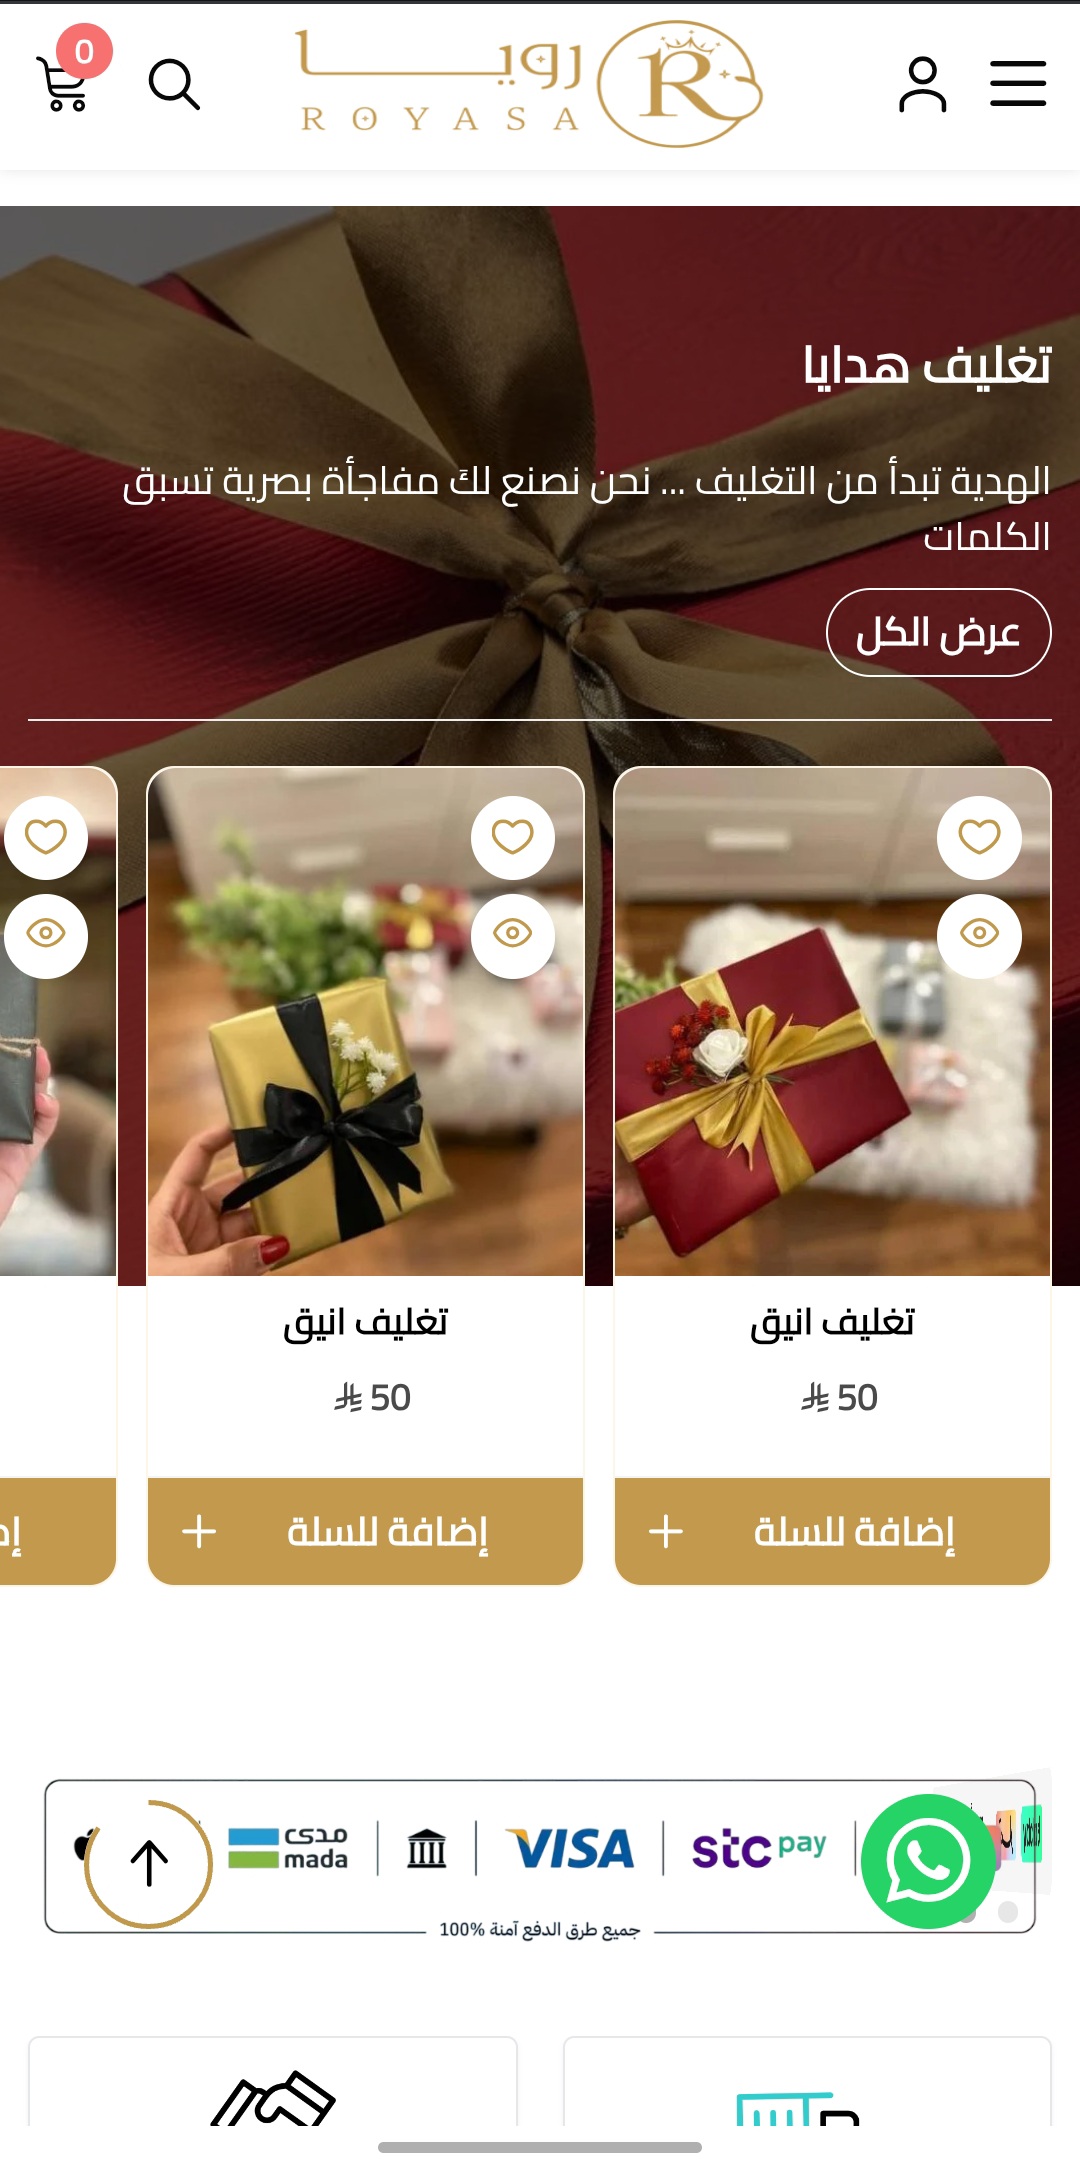 0
رويسا
ROYASA
R
تغليف هدايا
الهدية تبدأ من التغليف ... نحن نصنع لكَ مفاجأة بصرية تسبق
الكلمات
عرض الكل
تغليف انيق
50
إضافة للسلة +
تغليف انيق
50
إضافة للسلة +
مدى
mada
VISA
stc pay
جميع طرق الدفع آمنة 100%